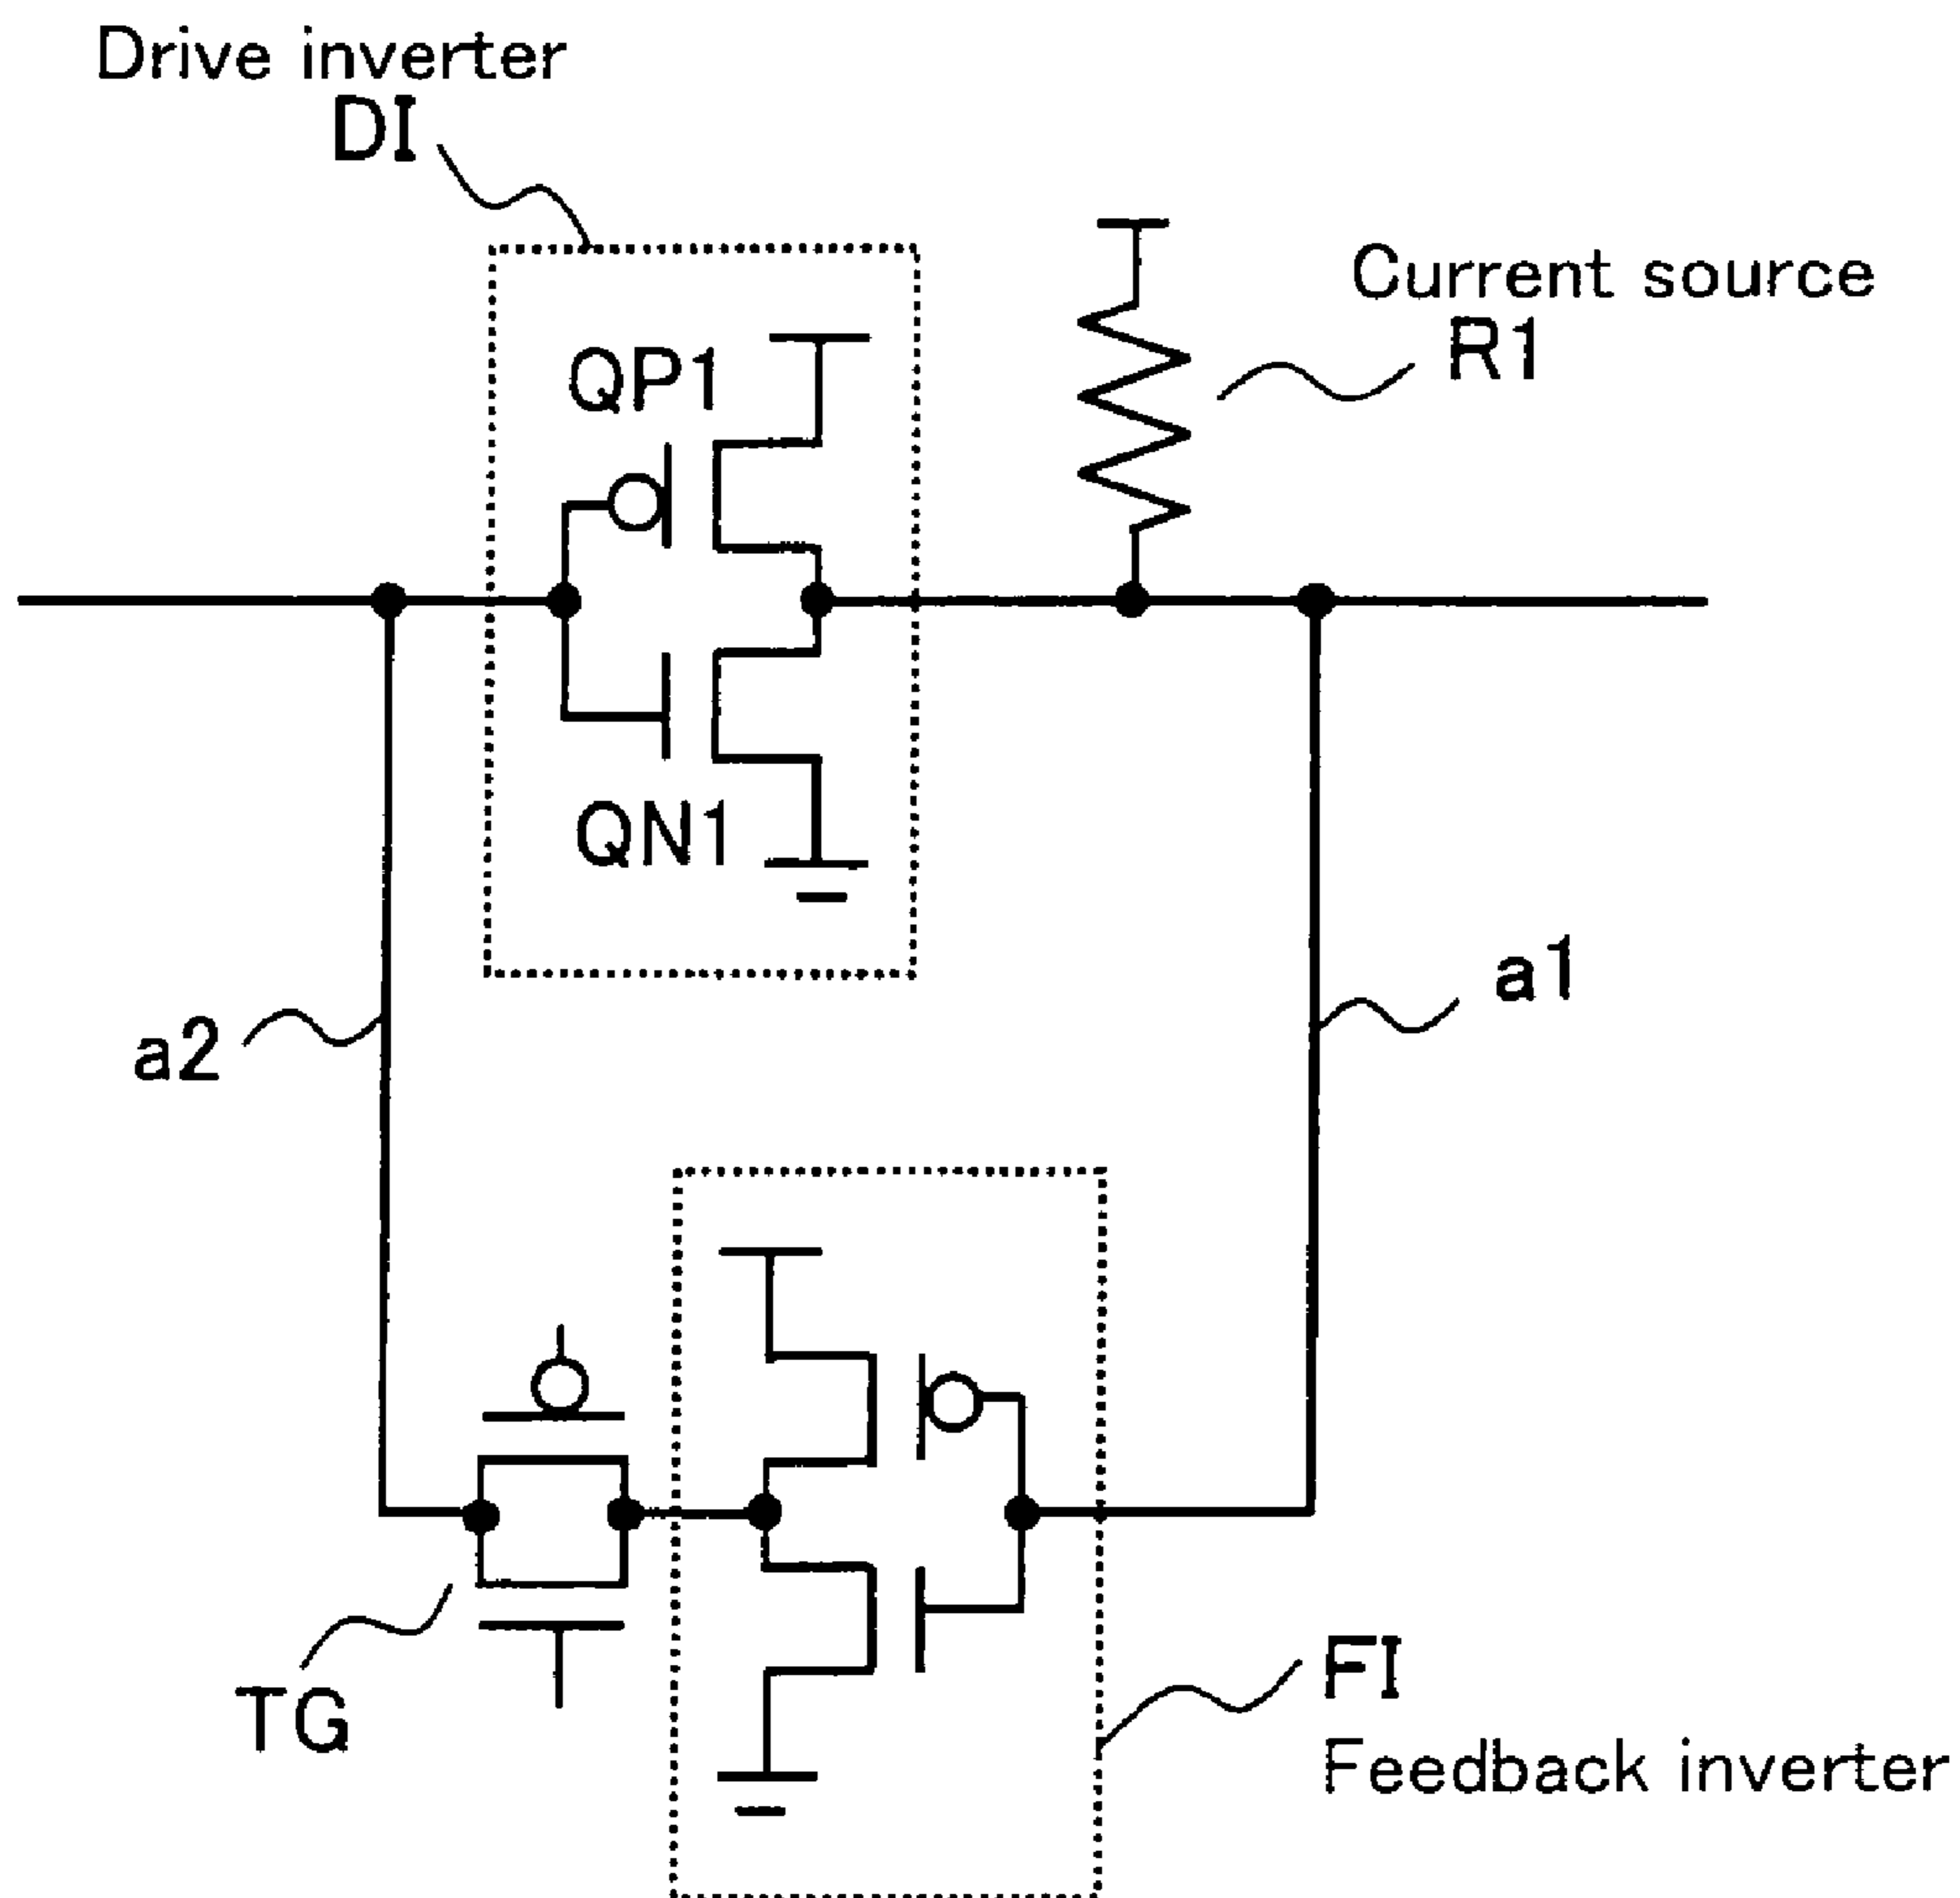 Drive inverter
DI
Current source
R1
QP1
QN1
a1
a2
TG
FI
Feedback inverter